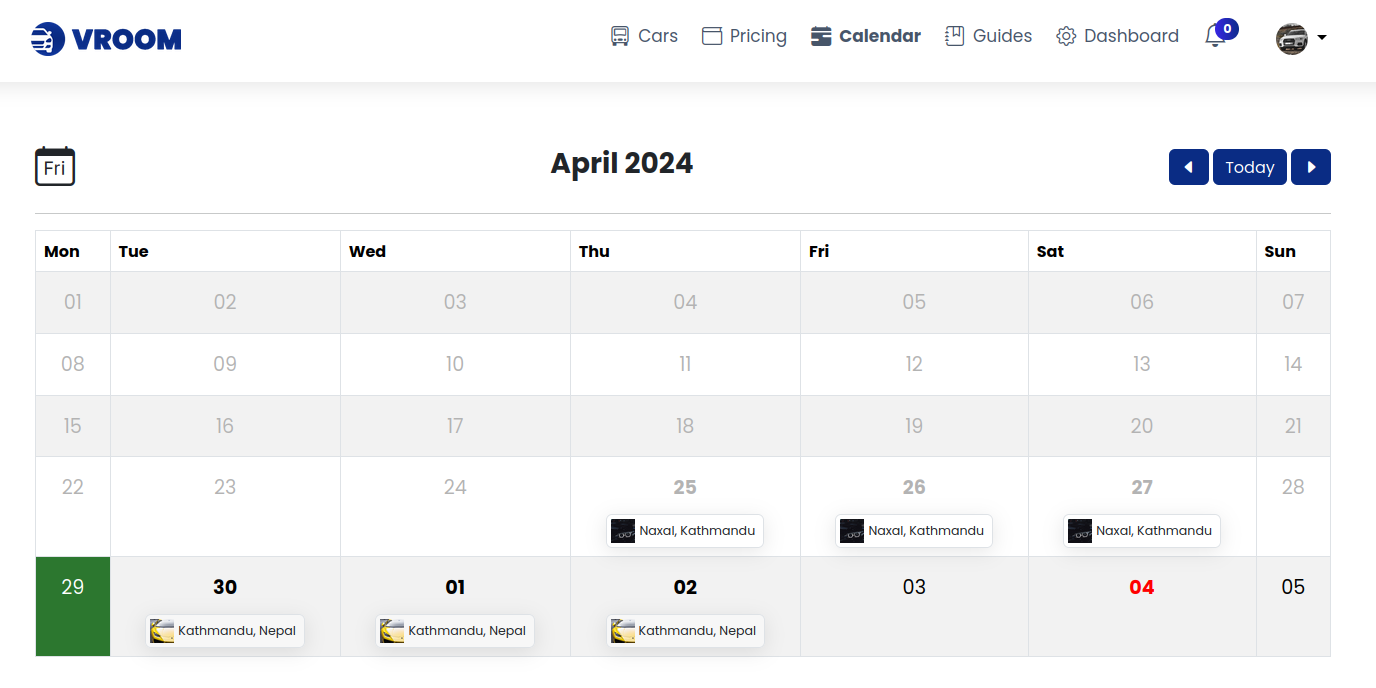 VROOM
Cars
Pricing
Calendar
Guides
Dashboard
0
Fri
April 2024
Today
Mon Tue Wed Thu Fri Sat Sun
01 02 03 04 05 06 07
08 09 10 11 12 13 14
15 16 17 18 19 20 21
22 23 24 25 26 27 28
Naxal, Kathmandu Naxal, Kathmandu Naxal, Kathmandu
29 30 01 02 03 04 05
Kathmandu, Nepal Kathmandu, Nepal Kathmandu, Nepal